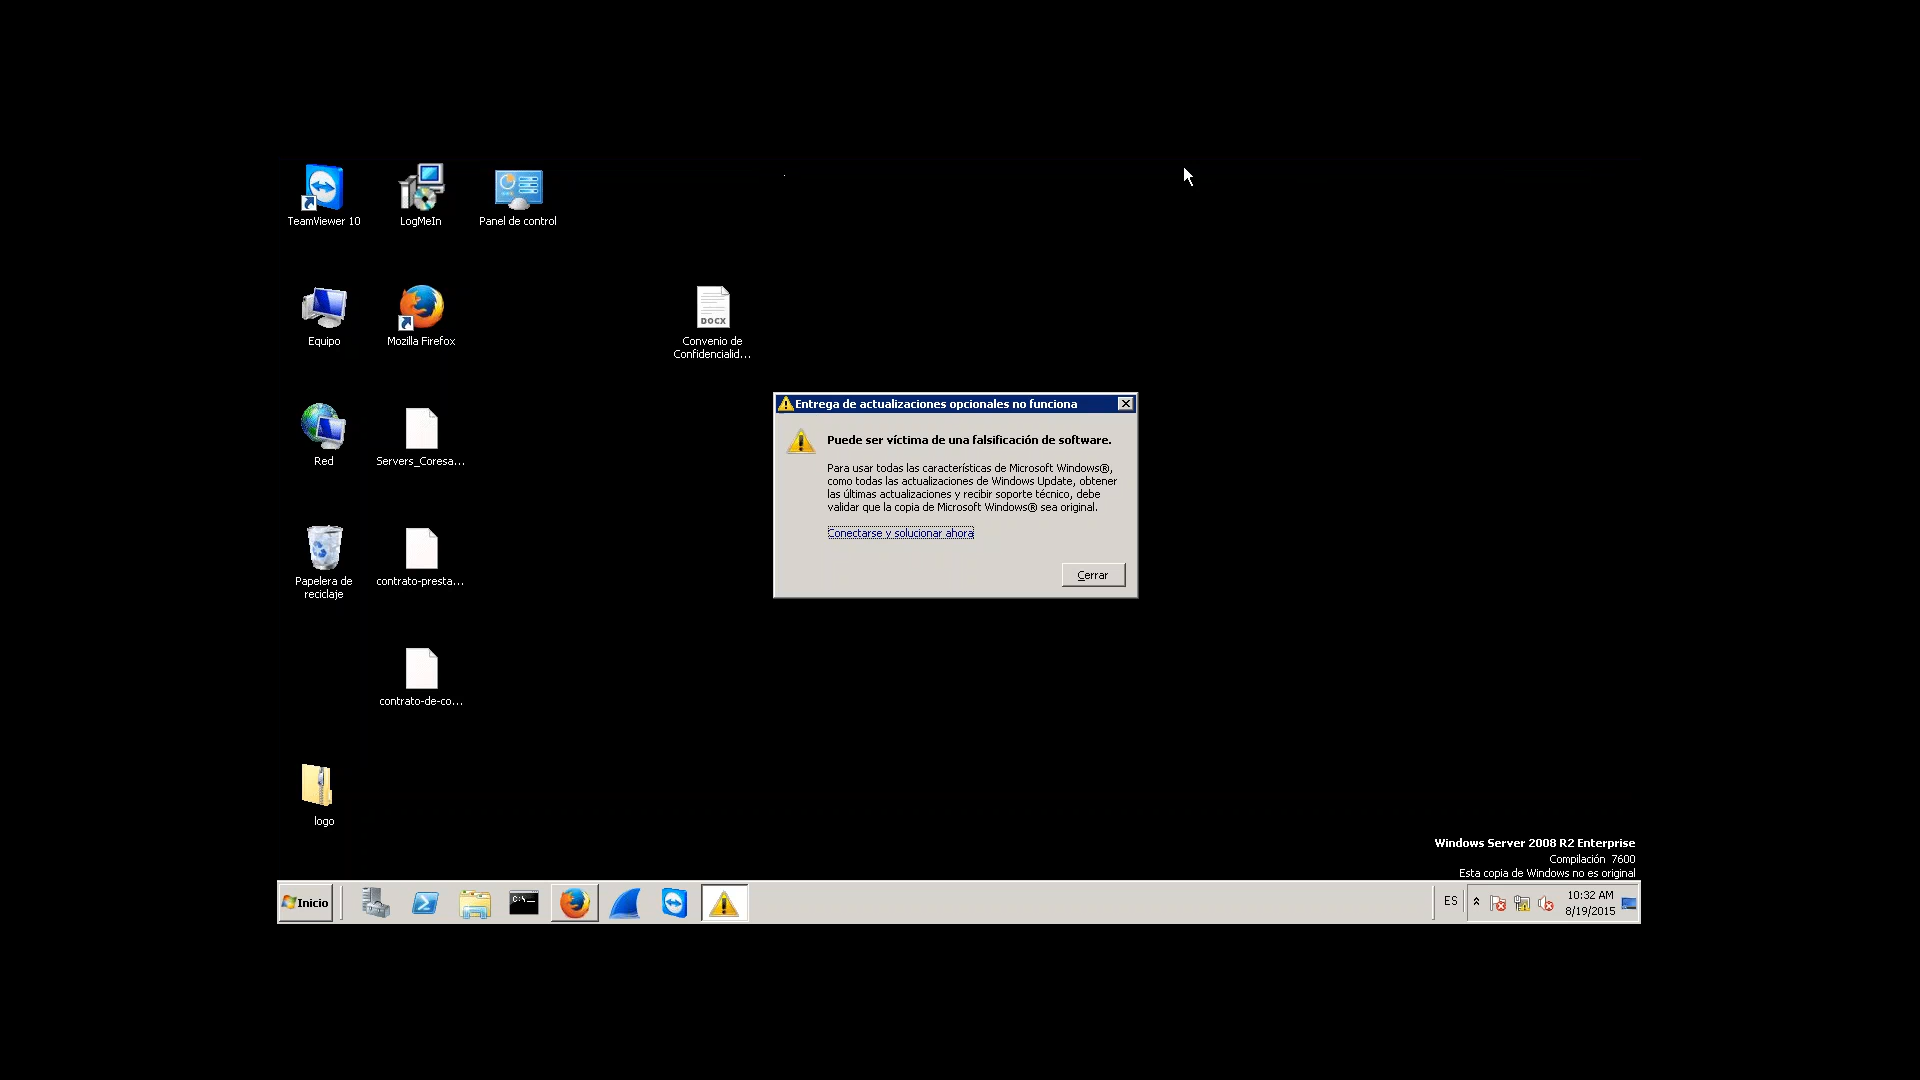 TeamViewer 10
LogMeIn
Panel de control
Equipo
Mozilla Firefox
DOCX
Convenio de
Confidencialid...
Entrega de actualizaciones opcionales no funciona
Puede ser víctima de una falsificación de software.
Para usar todas las características de Microsoft Windows®,
como todas las actualizaciones de Windows Update, obtener
las últimas actualizaciones y recibir soporte técnico, debe
validar que la copia de Microsoft Windows® sea original.
Conectarse y solucionar ahora
Cerrar
Red
Servers_Coresa...
Papelera de
reciclaje
contrato-presta...
contrato-de-co...
logo
Windows Server 2008 R2 Enterprise
Compilación 7600
Esta copia de Windows no es original
Inicio
C:\_
ES
10:32 AM
8/19/2015